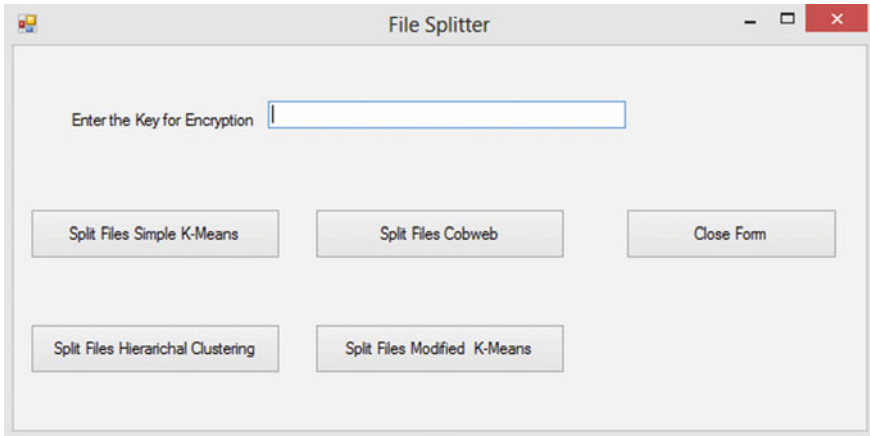 File Splitter
Enter the Key for Encryption
Split Files Simple K-Means
Split Files Cobweb
Close Form
Split Files Hierarichal Clustering
Split Files Modified K-Means